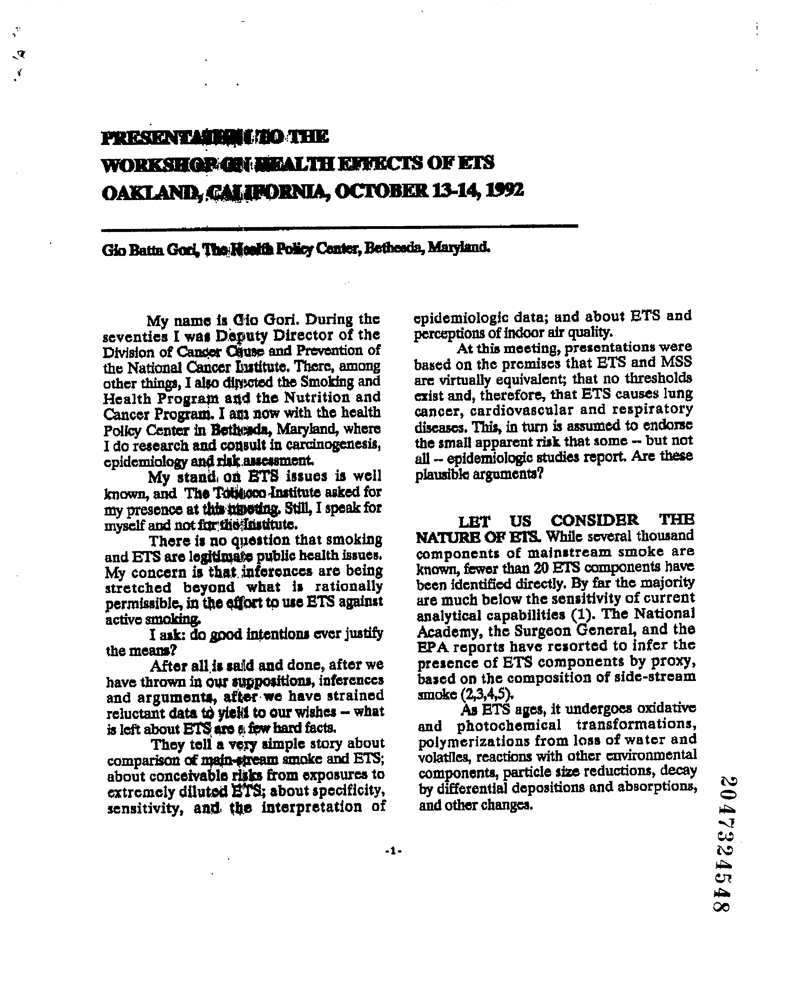 PRESENTATION TO THE
WORKSHOP ON HEALTH EFFECTS OF ETS
OAKLAND, CALIFORNIA, OCTOBER 13-14, 1992
Gio Batta Gori, The Health Policy Center, Bethesda, Maryland.
My name is Gio Gori. During the
seventies I was Deputy Director of the
Division of Cancer Cause and Prevention of
the National Cancer Institute. There, among
other things, I also directed the Smoking and
Health Program and the Nutrition and
Cancer Program. I am now with the health
Policy Center in Bethesda, Maryland, where
I do research and consult in carcinogenesis,
epidemiology and risk assessment.
My stand on ETS issues is well
known, and The Tobacco Institute asked for
my presence at this meeting. Still, I speak for
myself and not for the Institute.
There is no question that smoking
and ETS are legitimate public health issues.
My concern is that inferences are being
stretched beyond what is rationally
permissible, in the effort to use ETS against
active smoking.
I ask: do good intentions ever justify
the means?
After all is said and done, after we
have thrown in our suppositions, inferences
and arguments, after we have strained
reluctant data to yield to our wishes -- what
is left about ETS are a few hard facts.
They tell a very simple story about
comparison of main-stream smoke and ETS;
about conceivable risks from exposures to
extremely diluted ETS; about specificity,
sensitivity, and the interpretation of
epidemiologic data; and about ETS and
perceptions of indoor air quality.
At this meeting, presentations were
based on the premises that ETS and MSS
are virtually equivalent; that no thresholds
exist and, therefore, that ETS causes lung
cancer, cardiovascular and respiratory
diseases. This, in turn is assumed to endorse
the small apparent risk that some -- but not
all -- epidemiologic studies report. Are these
plausible arguments?
LET US CONSIDER THE
NATURE OF ETS. While several thousand
components of mainstream smoke are
known, fewer than 20 ETS components have
been identified directly. By far the majority
are much below the sensitivity of current
analytical capabilities (1). The National
Academy, the Surgeon General, and the
EPA reports have resorted to infer the
presence of ETS components by proxy,
based on the composition of side-stream
smoke (2,3,4,5).
As ETS ages, it undergoes oxidative
and photochemical transformations,
polymerizations from loss of water and
volatiles, reactions with other environmental
components, particle size reductions, decay
by differential depositions and absorptions,
and other changes.
-1-
2047324548